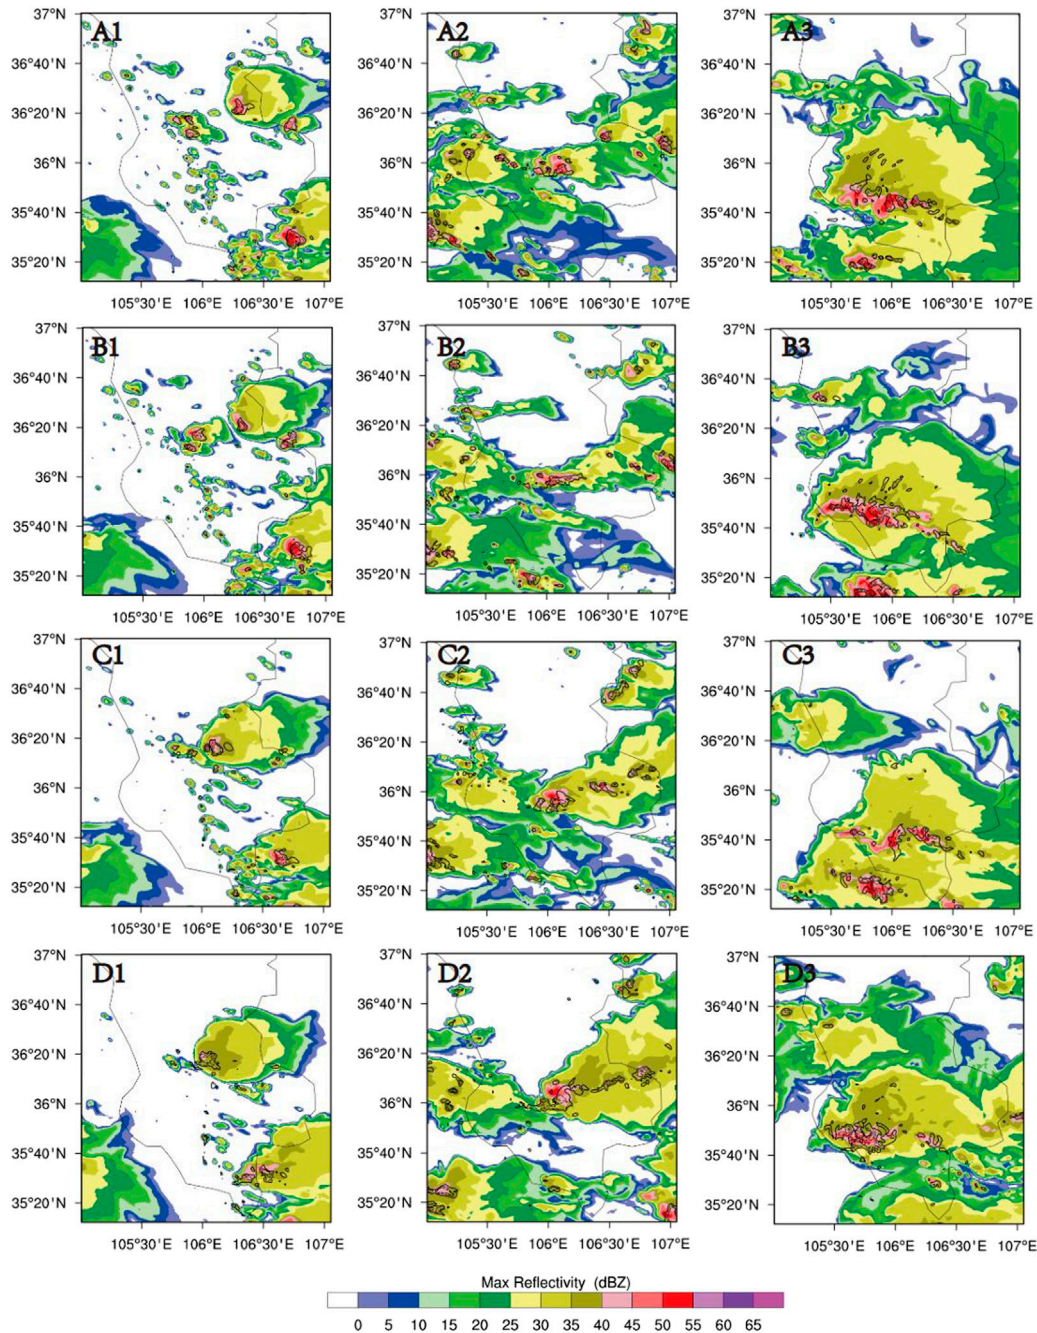 A1 A2 A3
37°N 37°N 37°N
36°40'N 36°40'N 36°40'N
36°20'N 36°20'N 36°20'N
36°N 36°N 36°N
35°40'N 35°40'N 35°40'N
35°20'N 35°20'N 35°20'N
105°30'E 106°E 106°30'E 107°E 105°30'E 106°E 106°30'E 107°E 105°30'E 106°E 106°30'E 107°E
B1 B2 B3
37°N 37°N 37°N
36°40'N 36°40'N 36°40'N
36°20'N 36°20'N 36°20'N
36°N 36°N 36°N
35°40'N 35°40'N 35°40'N
35°20'N 35°20'N 35°20'N
105°30'E 106°E 106°30'E 107°E 105°30'E 106°E 106°30'E 107°E 105°30'E 106°E 106°30'E 107°E
C1 C2 C3
37°N 37°N 37°N
36°40'N 36°40'N 36°40'N
36°20'N 36°20'N 36°20'N
36°N 36°N 36°N
35°40'N 35°40'N 35°40'N
35°20'N 35°20'N 35°20'N
105°30'E 106°E 106°30'E 107°E 105°30'E 106°E 106°30'E 107°E 105°30'E 106°E 106°30'E 107°E
D1 D2 D3
37°N 37°N 37°N
36°40'N 36°40'N 36°40'N
36°20'N 36°20'N 36°20'N
36°N 36°N 36°N
35°40'N 35°40'N 35°40'N
35°20'N 35°20'N 35°20'N
105°30'E 106°E 106°30'E 107°E 105°30'E 106°E 106°30'E 107°E 105°30'E 106°E 106°30'E 107°E
Max Reflectivity (dBZ)
0 5 10 15 20 25 30 35 40 45 50 55 60 65